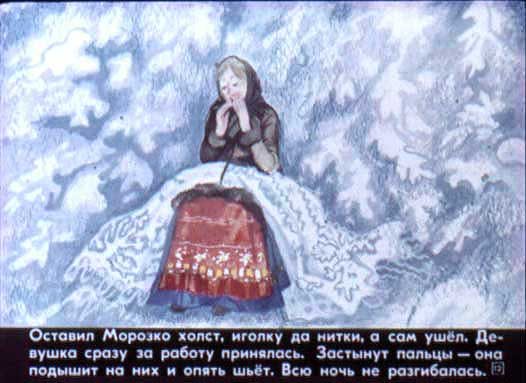 Оставил Морозко холст, иголку да нитки, а сам ушёл. Де-
вушка сразу за работу принялась. Застынут пальцы — она
подышит на них и опять шьёт. Всю ночь не разгибалась. 12